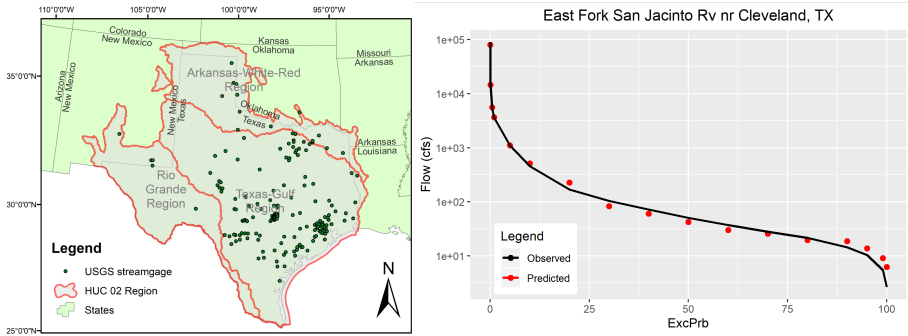 110°0'0"W
100°0'0"W
95°0'0"W
Colorado
New Mexico
Kansas
Oklahoma
Missouri
Arkansas
35°0'0"N
Arizona
New Mexico
Arkansas-White-Red
Region
New Mexico
Texas
Oklahoma
Texas
Arkansas
Louisiana
Rio
Grande
Region
Texas-Gulf
Region
30°0'0"N
Legend
USGS streamgage
HUC 02 Region
States
N
25°0'0"N
East Fork San Jacinto Rv nr Cleveland, TX
Flow (cfs)
1e+05
1e+04
1e+03
1e+02
1e+01
Legend
Observed
Predicted
0
25
50
75
100
ExcPrb